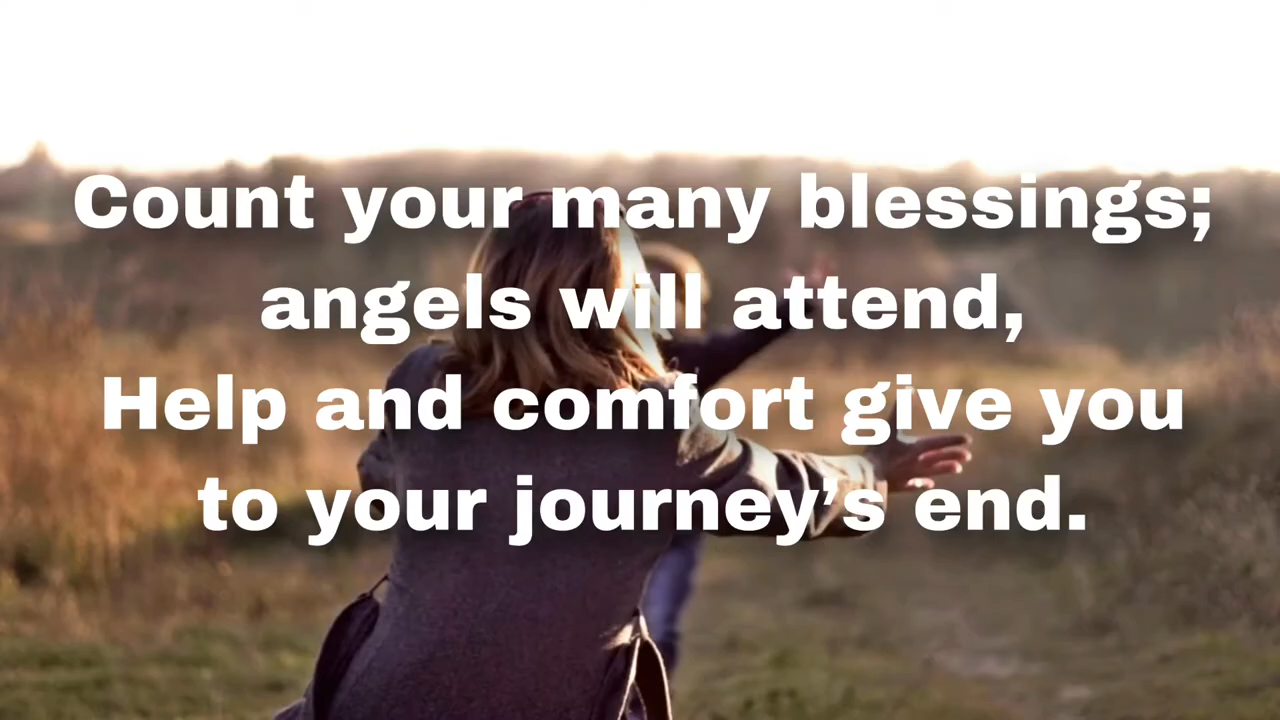 Count your many blessings;
angels will attend,
Help and comfort give you
to your journey’s end.